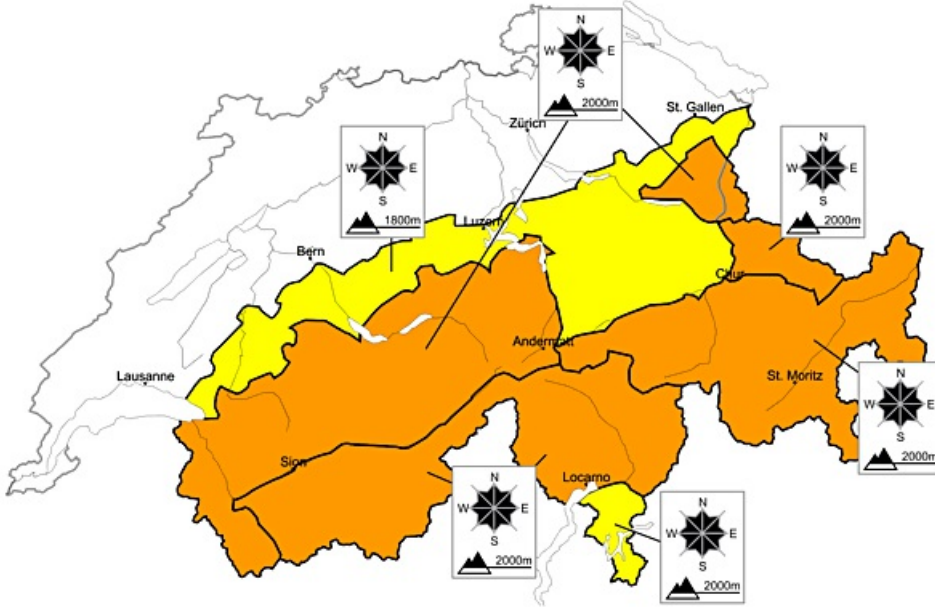 N
W E
S
2000m
St. Gallen
Zürich
N
W E
S
1800m
N
W E
S
2000m
Luzern
Bern
Chur
Andermatt
Lausanne
St. Moritz
N
W E
S
2000m
Sion
Locarno
N
W E
S
2000m
N
W E
S
2000m